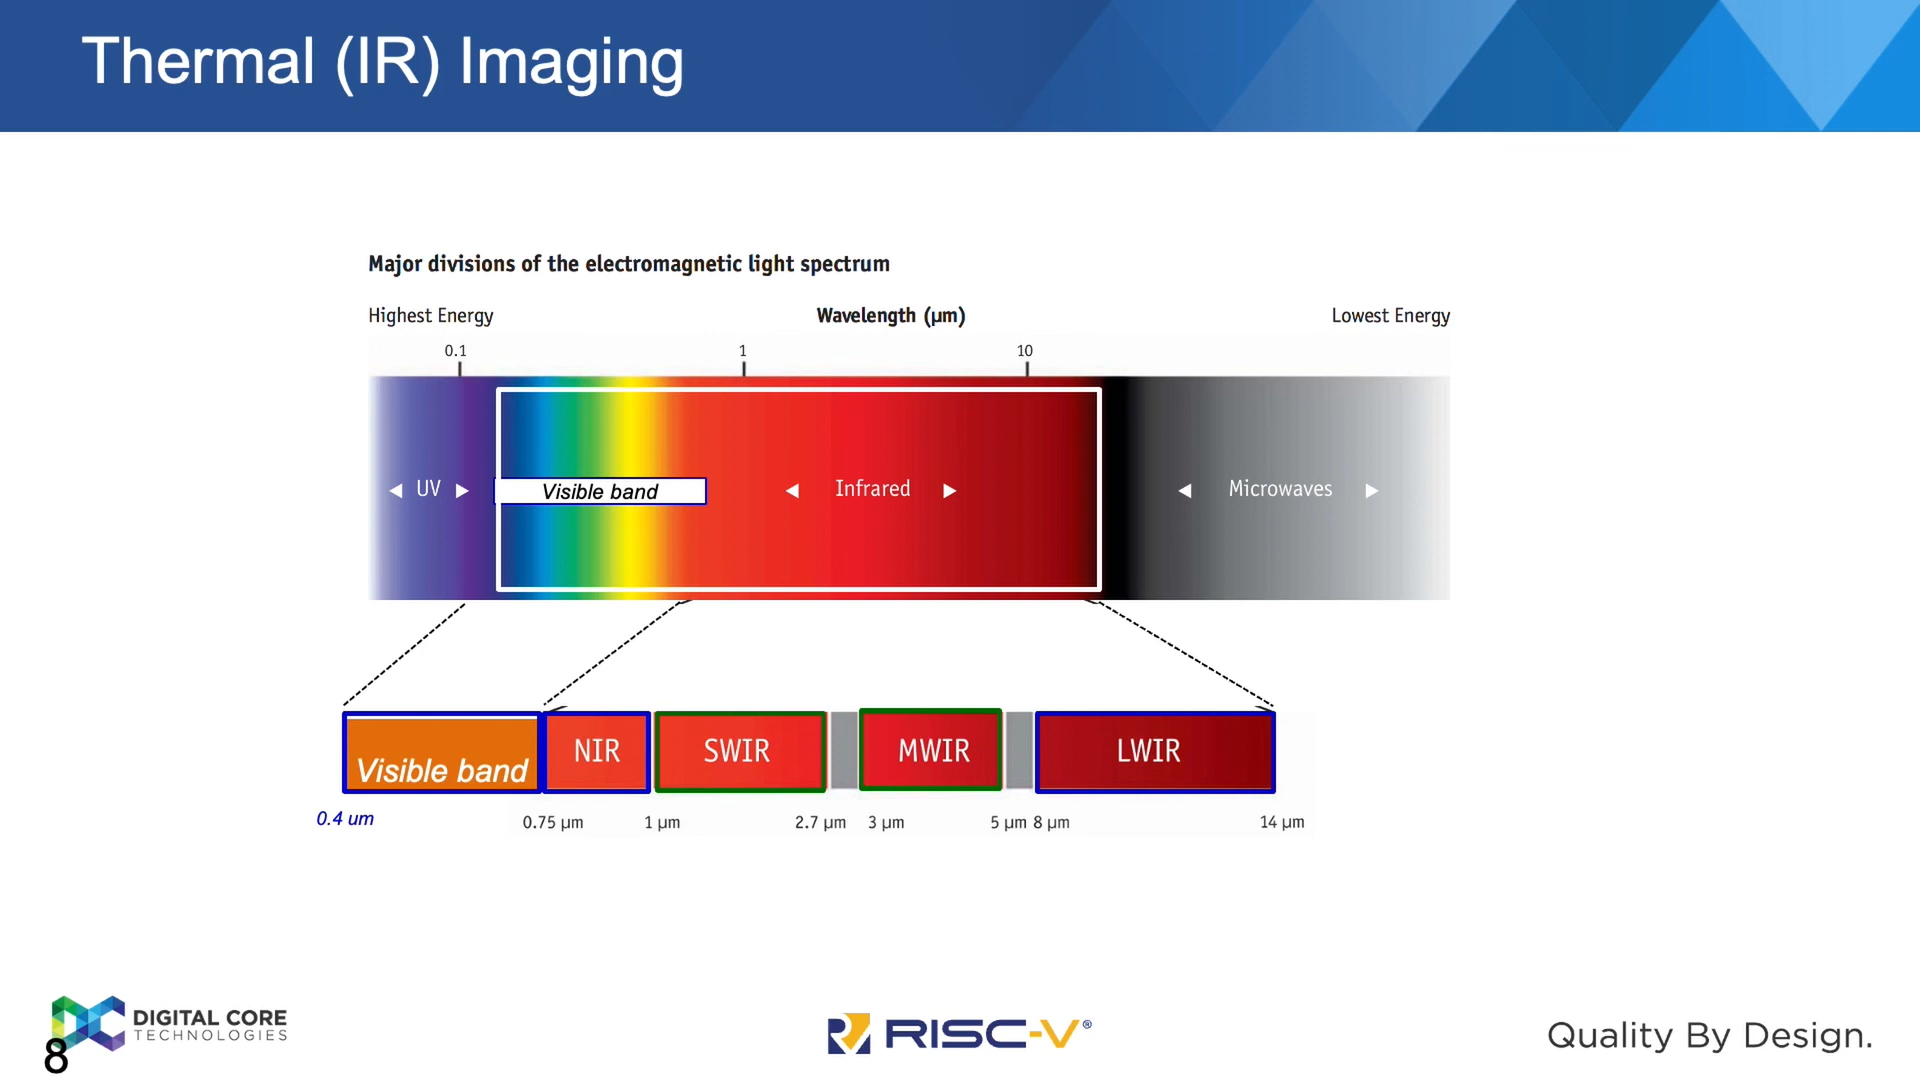 Thermal (IR) Imaging
Major divisions of the electromagnetic light spectrum
Highest Energy Wavelength (µm) Lowest Energy
0.1 1 10
UV Visible band Infrared Microwaves
Visible band NIR SWIR MWIR LWIR
0.4 um 0.75 µm 1 µm 2.7 µm 3 µm 5 µm 8 µm 14 µm
DIGITAL CORE
TECHNOLOGIES
8
RISC-V®
Quality By Design.